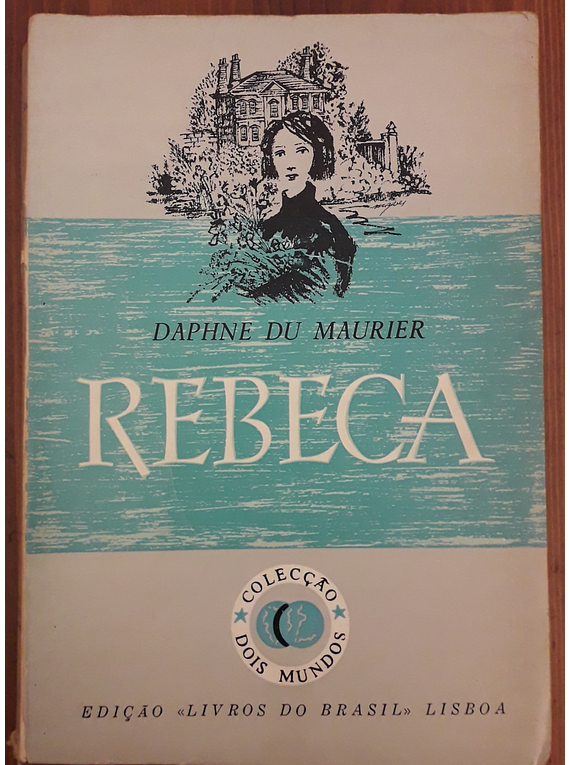 DAPHNE DU MAURIER
REBECA
COLECÇÃO
DOIS MUNDOS
EDIÇÃO «LIVROS DO BRASIL» LISBOA